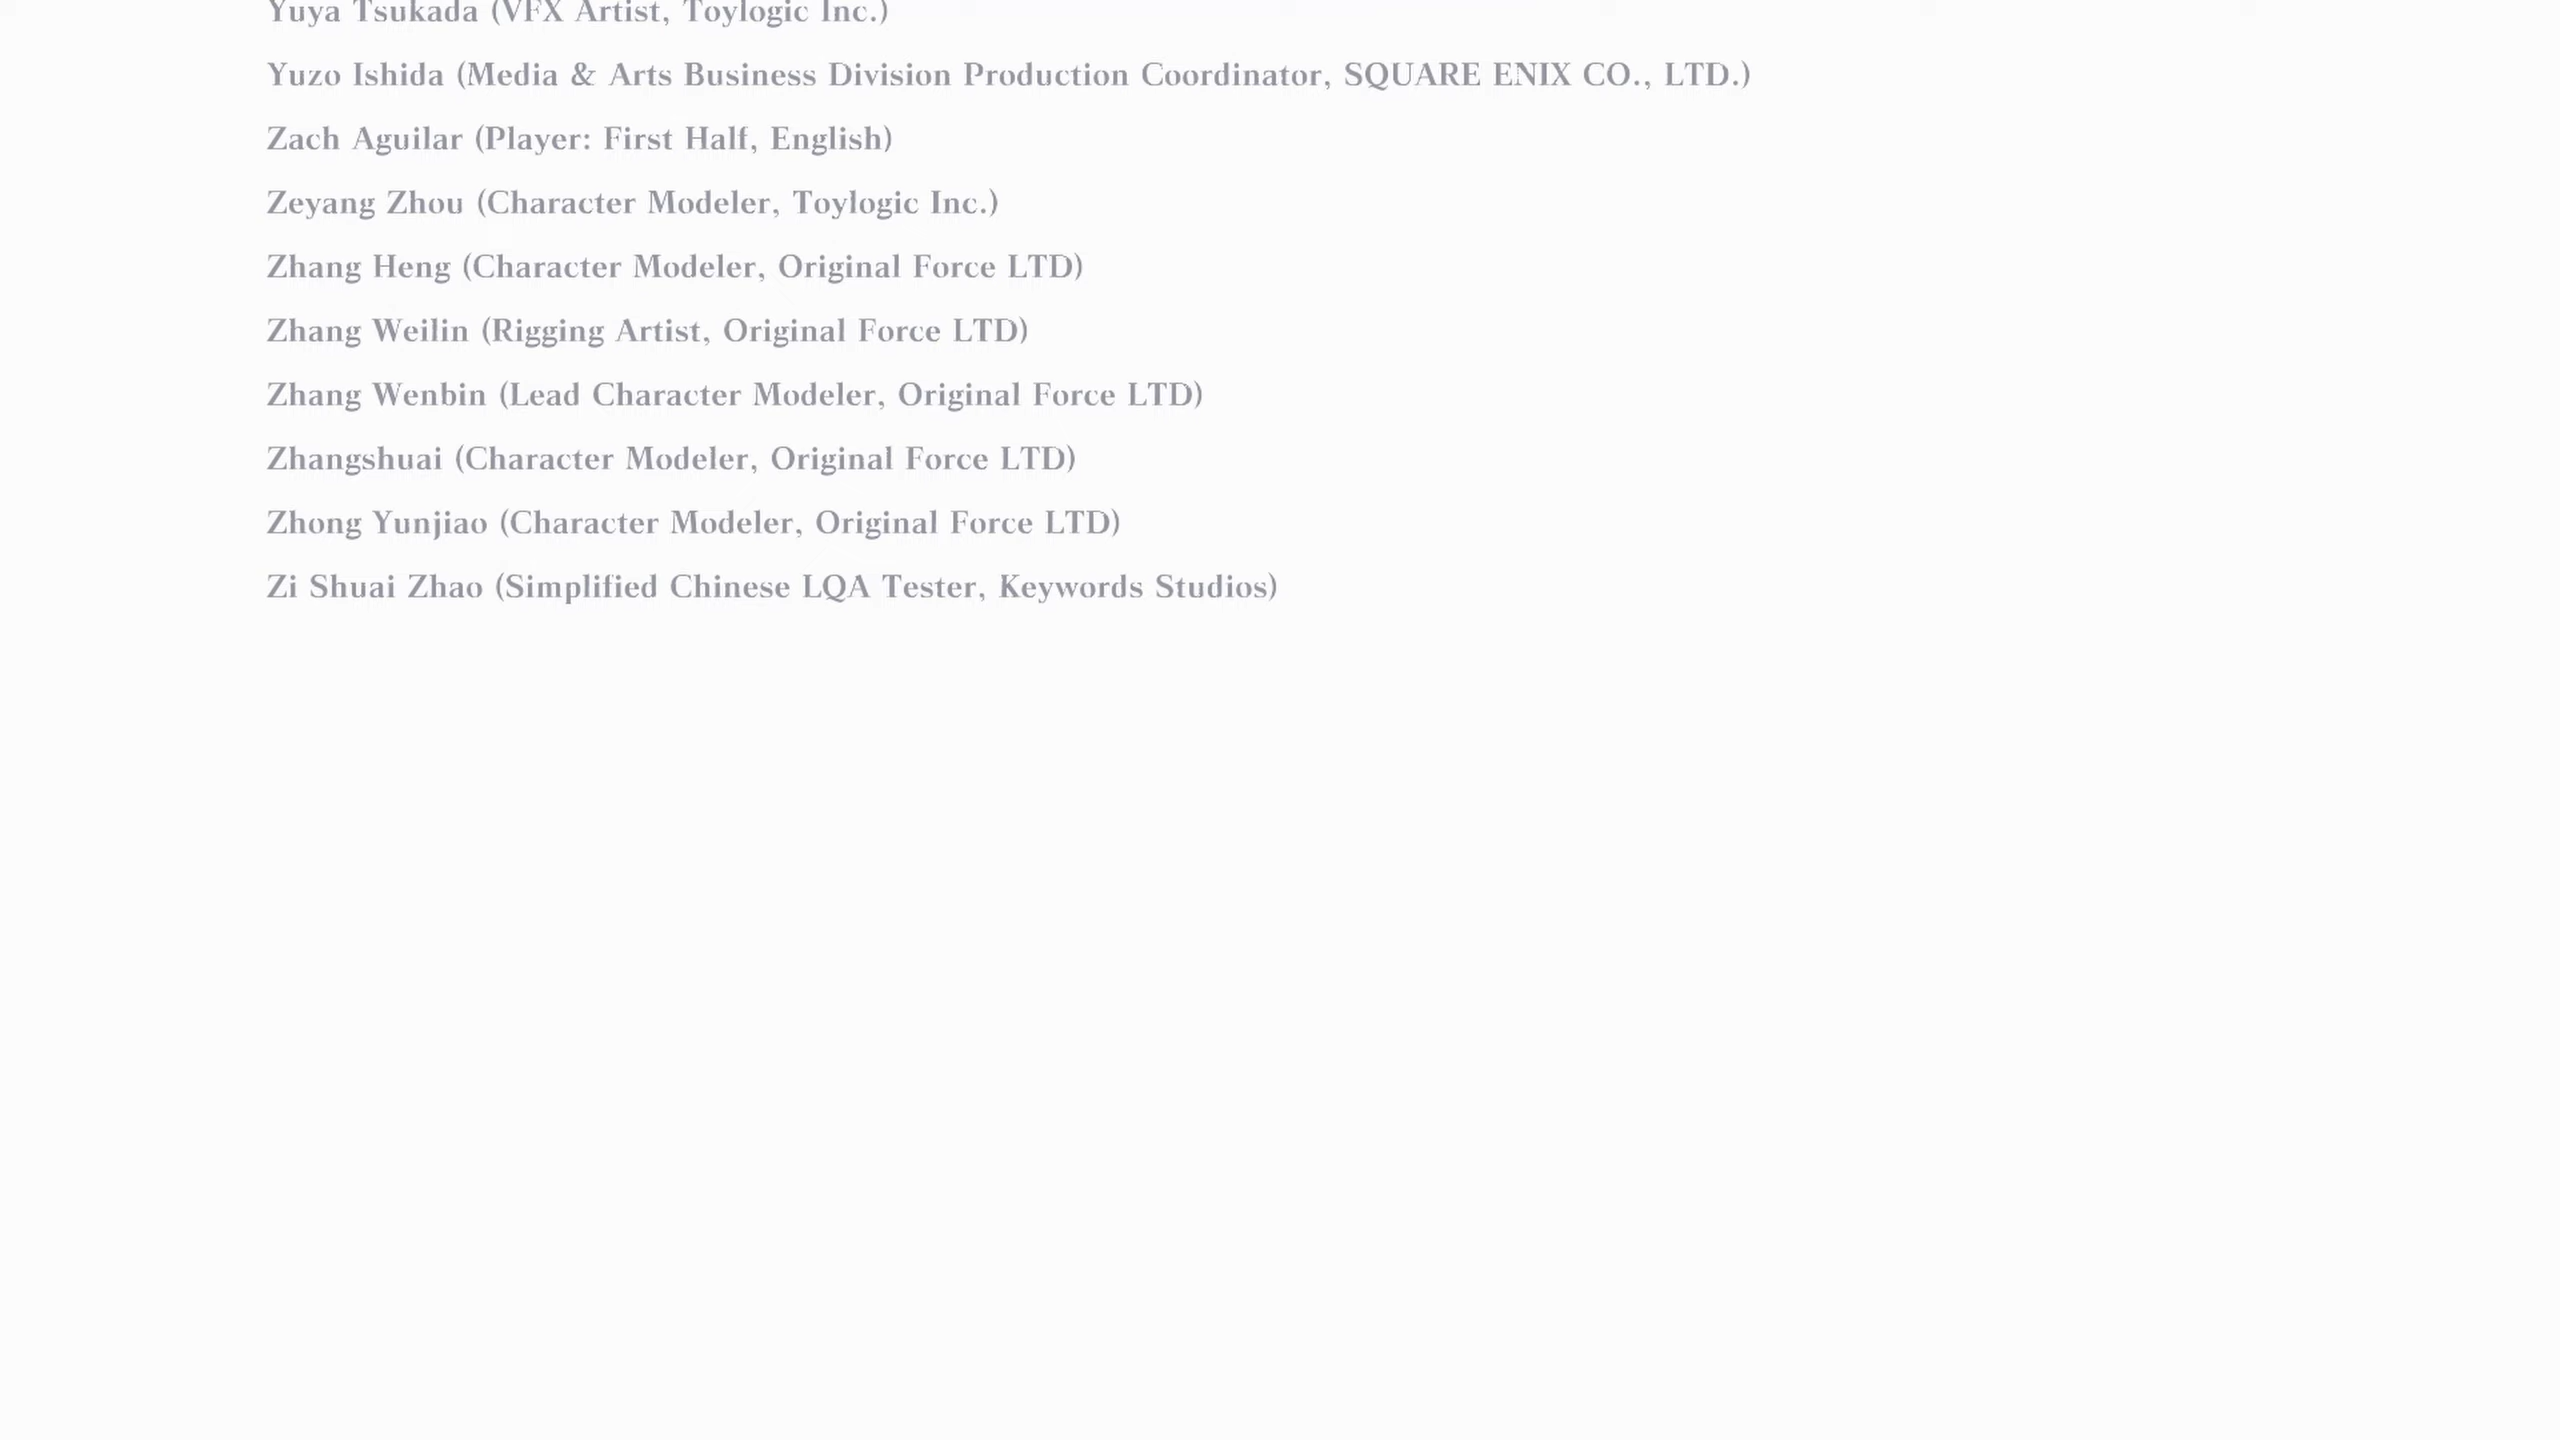 Yuya Tsukada (VFX Artist, Toylogic Inc.)
Yuzo Ishida (Media & Arts Business Division Production Coordinator, SQUARE ENIX CO., LTD.)
Zach Aguilar (Player: First Half, English)
Zeyang Zhou (Character Modeler, Toylogic Inc.)
Zhang Heng (Character Modeler, Original Force LTD)
Zhang Weilin (Rigging Artist, Original Force LTD)
Zhang Wenbin (Lead Character Modeler, Original Force LTD)
Zhangshuai (Character Modeler, Original Force LTD)
Zhong Yunjiao (Character Modeler, Original Force LTD)
Zi Shuai Zhao (Simplified Chinese LQA Tester, Keywords Studios)